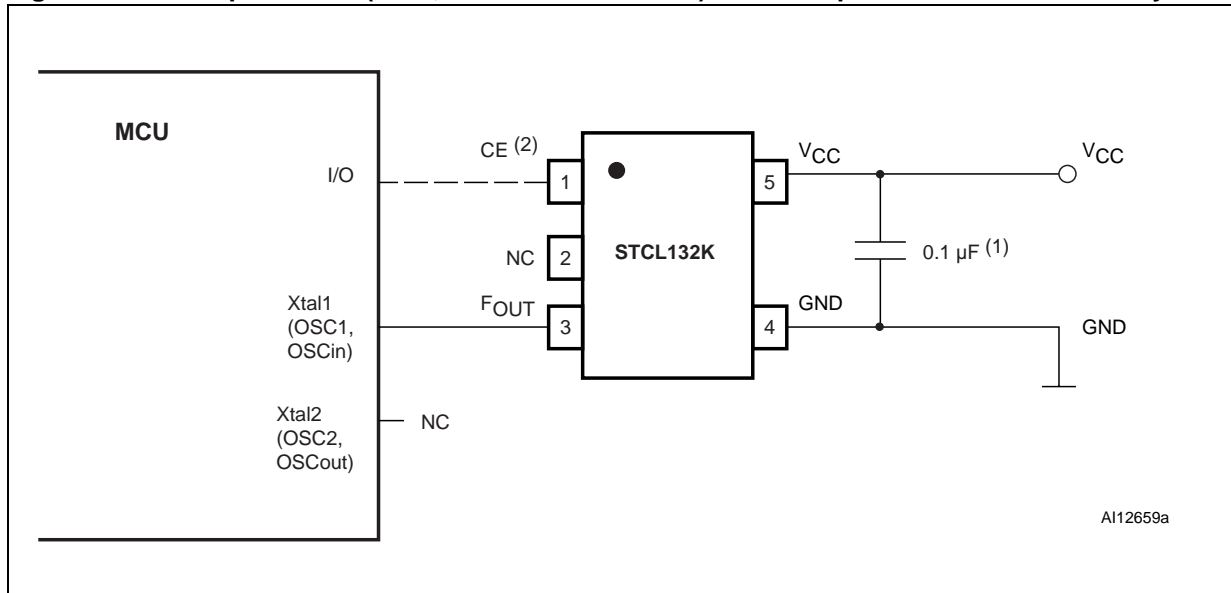 MCU
CE (2)
VCC
VCC
I/O
1
5
NC
2
STCL132K
0.1 µF (1)
Xtal1
(OSC1,
OSCin)
FOUT
3
GND
4
GND
Xtal2
(OSC2,
OSCout)
NC
AI12659a